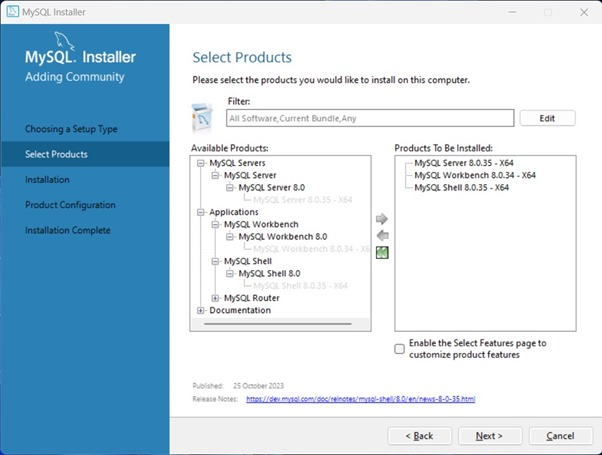 MySQL Installer
MySQL. Installer
Adding Community
Choosing a Setup Type
Select Products
Installation
Product Configuration
Installation Complete
Select Products
Please select the products you would like to install on this computer.
Filter:
All Software,Current Bundle,Any
Edit
Available Products:
MySQL Servers
MySQL Server
MySQL Server 8.0
MySQL Server 8.0.35 - X64
Applications
MySQL Workbench
MySQL Workbench 8.0
MySQL Workbench 8.0.34 - X6
MySQL Shell
MySQL Shell 8.0
MySQL Shell 8.0.35 - X64
MySQL Router
Documentation
Products To Be Installed:
MySQL Server 8.0.35 - X64
MySQL Workbench 8.0.34 - X64
MySQL Shell 8.0.35 - X64
Enable the Select Features page to
customize product features
Published: 25 October 2023
Release Notes: https://dev.mysql.com/doc/relnotes/mysql-shell/8.0/en/news-8-0-35.html
< Back
Next >
Cancel